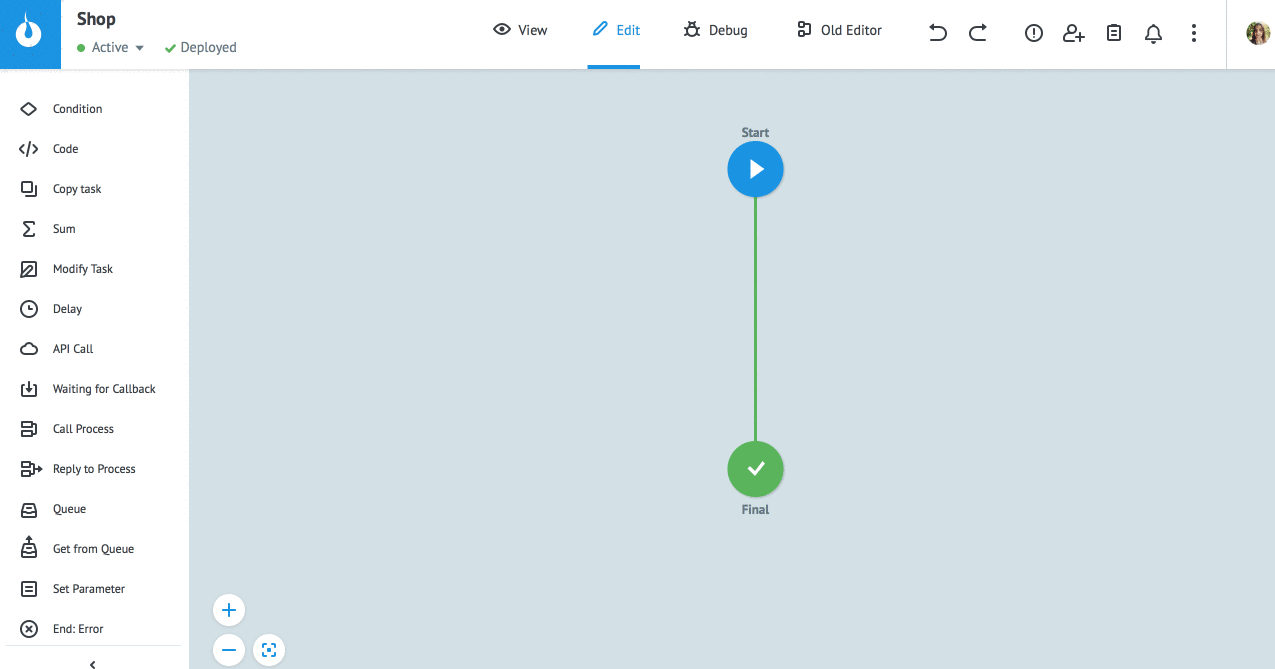 Shop
Active
Deployed
View
Edit
Debug
Old Editor
Condition
Code
Copy task
Sum
Modify Task
Delay
API Call
Waiting for Callback
Call Process
Reply to Process
Queue
Get from Queue
Set Parameter
End: Error
Start
Final